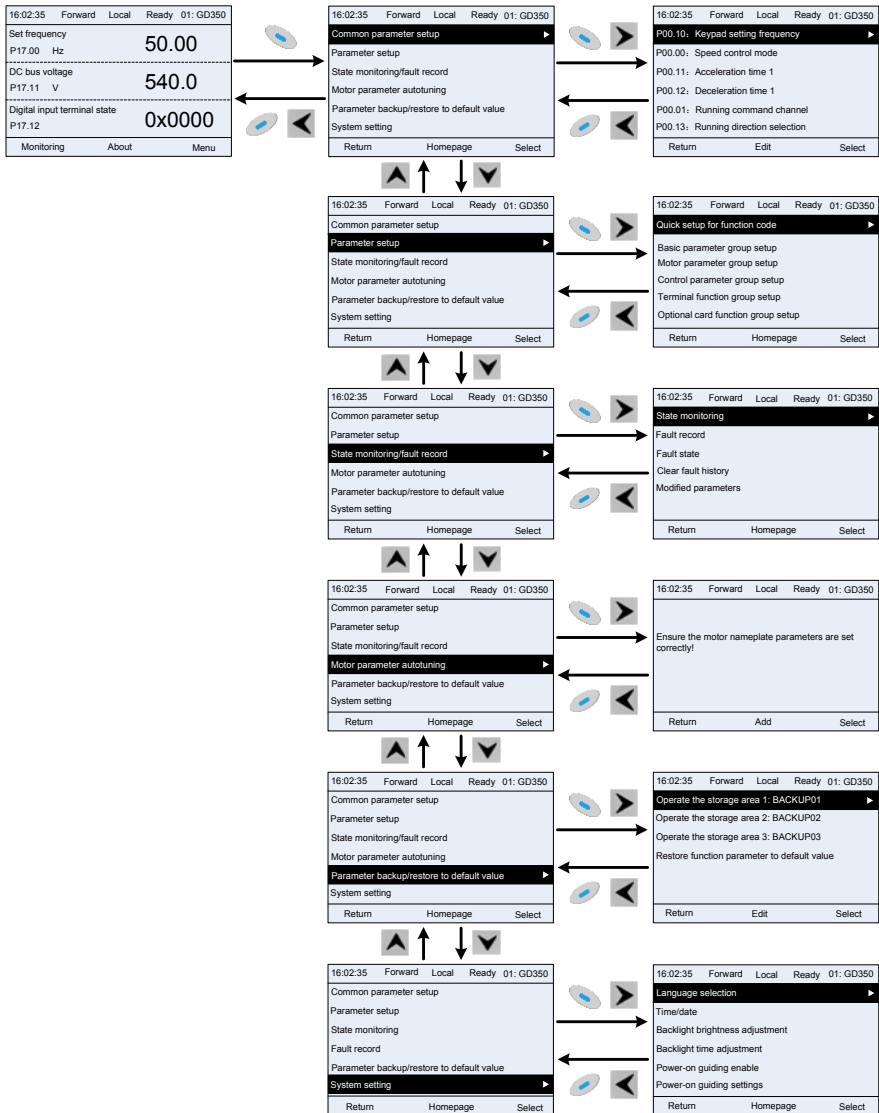 16:02:35 Forward Local Ready 01: GD350
Set frequency
P17.00 Hz 50.00
DC bus voltage
P17.11 V 540.0
Digital input terminal state
P17.12 0x0000
Monitoring About Menu
16:02:35 Forward Local Ready 01: GD350
Common parameter setup
Parameter setup
State monitoring/fault record
Motor parameter autotuning
Parameter backup/restore to default value
System setting
Return Homepage Select
16:02:35 Forward Local Ready 01: GD350
P00.10: Keypad setting frequency
P00.00: Speed control mode
P00.11: Acceleration time 1
P00.12: Deceleration time 1
P00.01: Running command channel
P00.13: Running direction selection
Return Edit Select
16:02:35 Forward Local Ready 01: GD350
Common parameter setup
Parameter setup
State monitoring/fault record
Motor parameter autotuning
Parameter backup/restore to default value
System setting
Return Homepage Select
16:02:35 Forward Local Ready 01: GD350
Quick setup for function code
Basic parameter group setup
Motor parameter group setup
Control parameter group setup
Terminal function group setup
Optional card function group setup
Return Homepage Select
16:02:35 Forward Local Ready 01: GD350
Common parameter setup
Parameter setup
State monitoring/fault record
Motor parameter autotuning
Parameter backup/restore to default value
System setting
Return Homepage Select
16:02:35 Forward Local Ready 01: GD350
State monitoring
Fault record
Fault state
Clear fault history
Modified parameters
Return Homepage Select
16:02:35 Forward Local Ready 01: GD350
Common parameter setup
Parameter setup
State monitoring/fault record
Motor parameter autotuning
Parameter backup/restore to default value
System setting
Return Homepage Select
16:02:35 Forward Local Ready 01: GD350
Ensure the motor nameplate parameters are set
correctly!
Return Add Select
16:02:35 Forward Local Ready 01: GD350
Common parameter setup
Parameter setup
State monitoring/fault record
Motor parameter autotuning
Parameter backup/restore to default value
System setting
Return Homepage Select
16:02:35 Forward Local Ready 01: GD350
Operate the storage area 1: BACKUP01
Operate the storage area 2: BACKUP02
Operate the storage area 3: BACKUP03
Restore function parameter to default value
Return Edit Select
16:02:35 Forward Local Ready 01: GD350
Common parameter setup
Parameter setup
State monitoring
Fault record
Parameter backup/restore to default value
System setting
Return Homepage Select
16:02:35 Forward Local Ready 01: GD350
Language selection
Time/date
Backlight brightness adjustment
Backlight time adjustment
Power-on guiding enable
Power-on guiding settings
Return Homepage Select